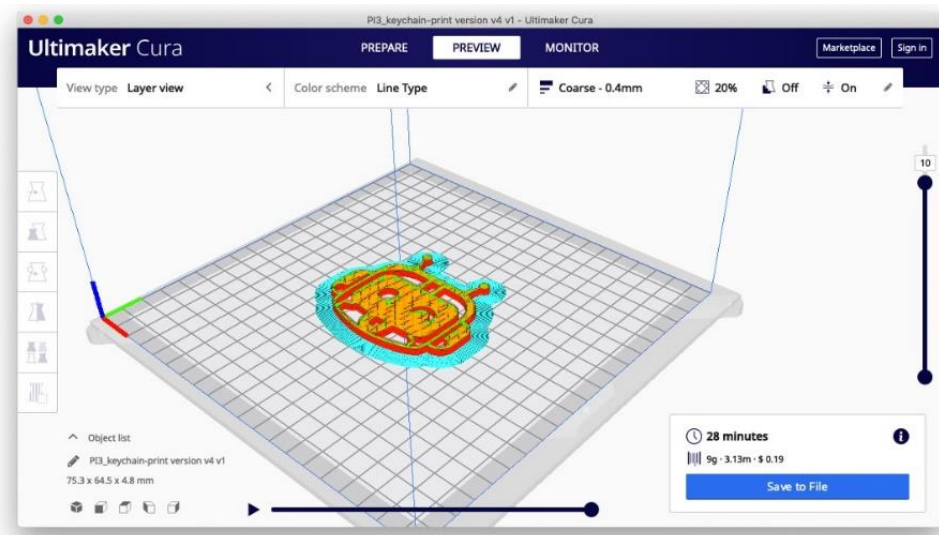 PI3_keychain-print version v4 v1 - Ultimaker Cura
Ultimaker Cura
PREPARE
PREVIEW
MONITOR
Marketplace
Sign in
View type Layer view
Color scheme Line Type
Coarse - 0.4mm
20%
Off
On
10
Object list
PI3_keychain-print version v4 v1
75.3 x 64.5 x 4.8 mm
28 minutes
9g · 3.13m · $ 0.19
Save to File